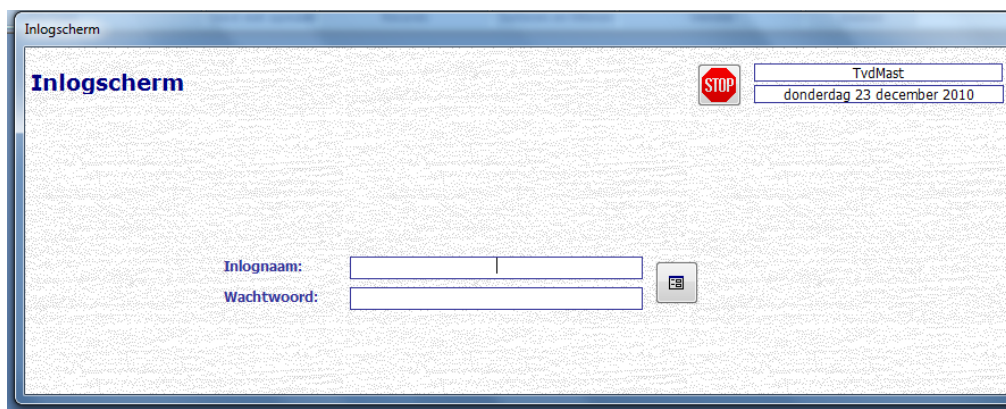 Inlogscherm
Inlogscherm
STOP
TvdMast
donderdag 23 december 2010
Inlognaam:
Wachtwoord: